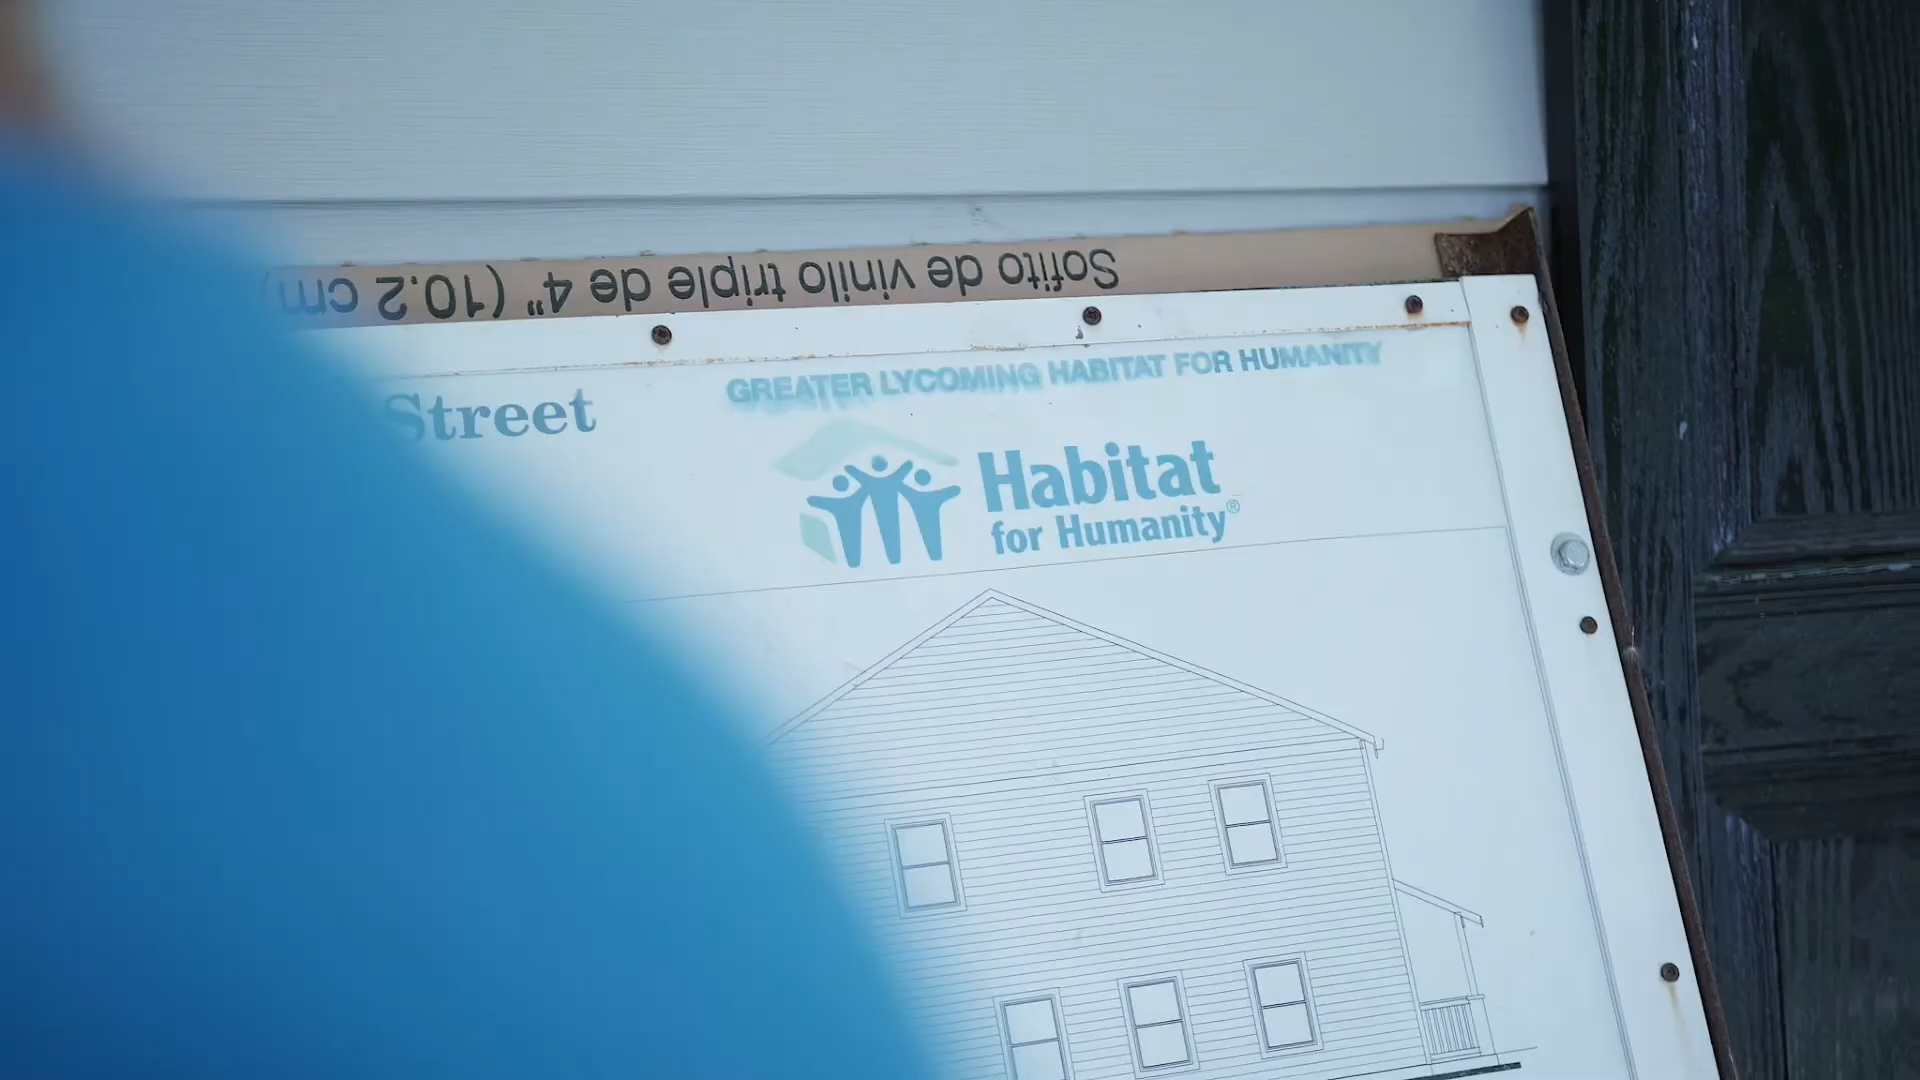 Sofito de vinilo triple de 4" (10.2 cm)
Street
GREATER LYCOMING HABITAT FOR HUMANITY
Habitat
for Humanity®